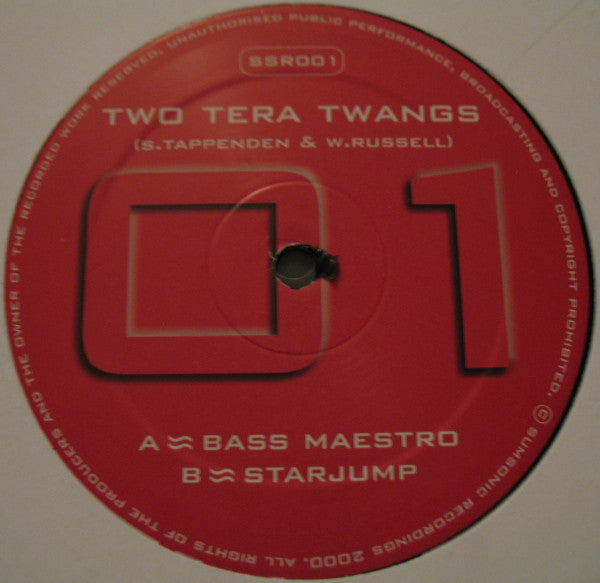 SSR001
TWO TERA TWANGS
(S.TAPPENDEN & W.RUSSELL)
01
A ≈ BASS MAESTRO
B ≈ STARJUMP
ALL RIGHTS OF THE PRODUCERS AND THE OWNER OF THE RECORDED WORK RESERVED. UNAUTHORISED PUBLIC PERFORMANCE, BROADCASTING AND COPYRIGHT PROHIBITED. © SUMSONIC RECORDINGS 2000.